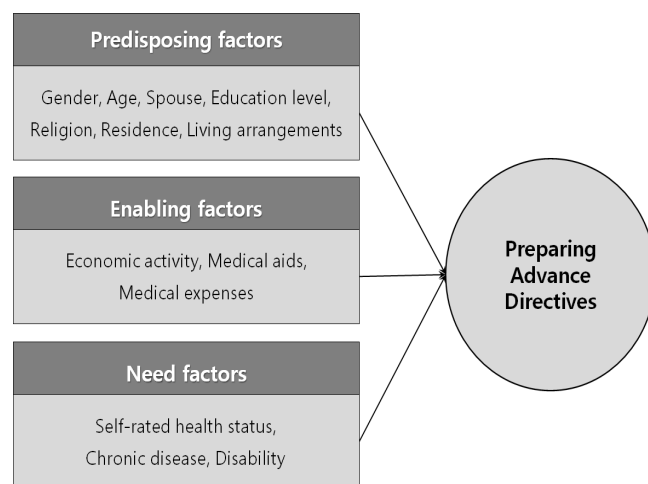 Predisposing factors
Gender, Age, Spouse, Education level,
Religion, Residence, Living arrangements
Enabling factors
Economic activity, Medical aids,
Medical expenses
Need factors
Self-rated health status,
Chronic disease, Disability
Preparing
Advance
Directives